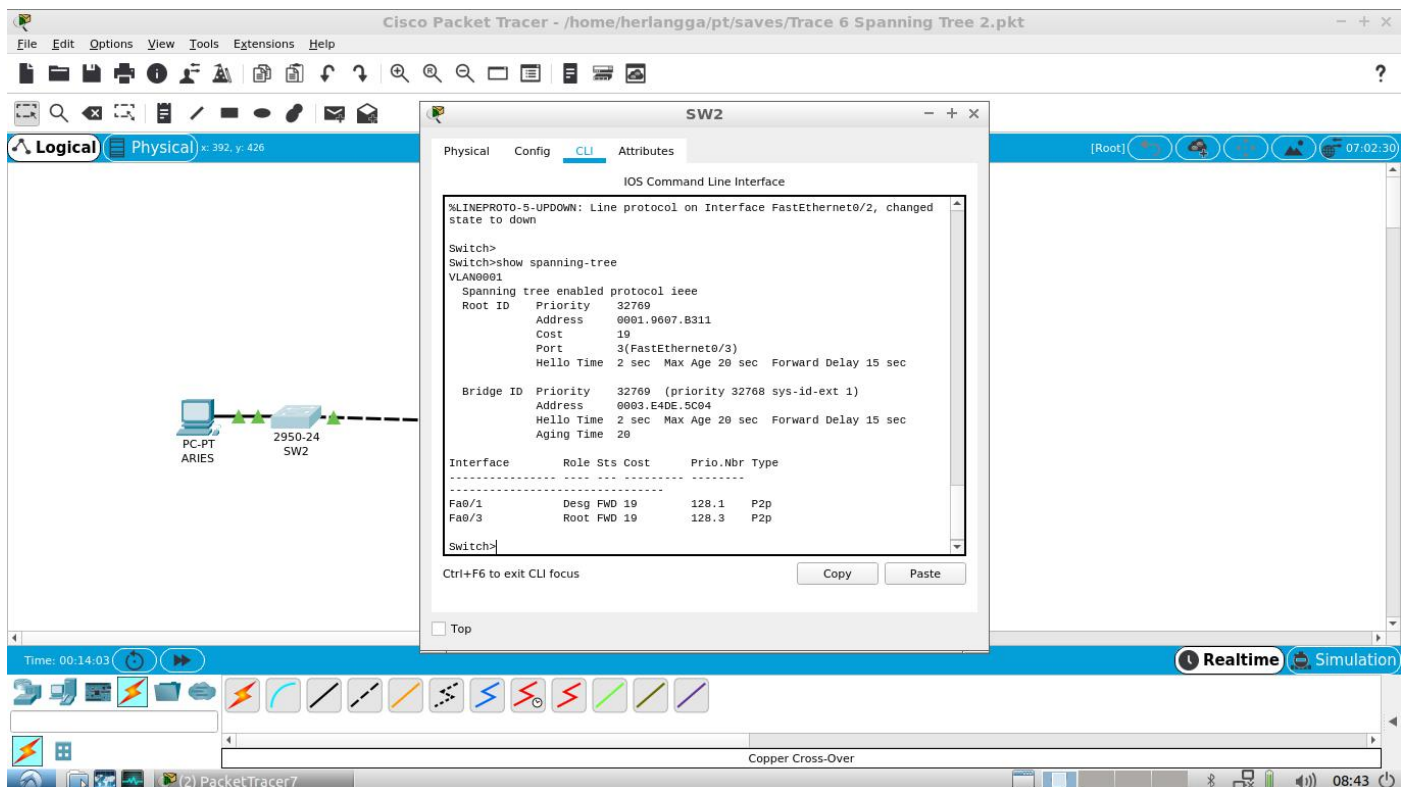 Cisco Packet Tracer - /home/herlangga/pt/saves/Trace 6 Spanning Tree 2.pkt
File Edit Options View Tools Extensions Help
?
SW2
Logical Physical x: 392, y: 426
[Root] 07:02:30
Physical Config CLI Attributes
IOS Command Line Interface
%LINEPROTO-5-UPDOWN: Line protocol on Interface FastEthernet0/2, changed
state to down
Switch>
Switch>show spanning-tree
VLAN0001
Spanning tree enabled protocol ieee
Root ID Priority 32769
Address 0001.9607.B311
Cost 19
Port 3(FastEthernet0/3)
Hello Time 2 sec Max Age 20 sec Forward Delay 15 sec
Bridge ID Priority 32769 (priority 32768 sys-id-ext 1)
Address 0003.E4DE.5C04
Hello Time 2 sec Max Age 20 sec Forward Delay 15 sec
Aging Time 20
Interface Role Sts Cost Prio.Nbr Type
---------------- ---- --- --------- --------
--------------------------------
Fa0/1 Desg FWD 19 128.1 P2p
Fa0/3 Root FWD 19 128.3 P2p
Switch>
PC-PT
ARIES
2950-24
SW2
Ctrl+F6 to exit CLI focus
Copy Paste
Top
Time: 00:14:03
Realtime Simulation
Copper Cross-Over
(2) PacketTracer7
08:43